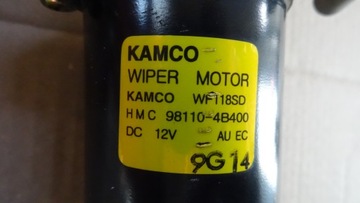 KAMCO
WIPER MOTOR
KAMCO WF118SD
HMC 98110-4B400
DC 12V AU EC
9G14